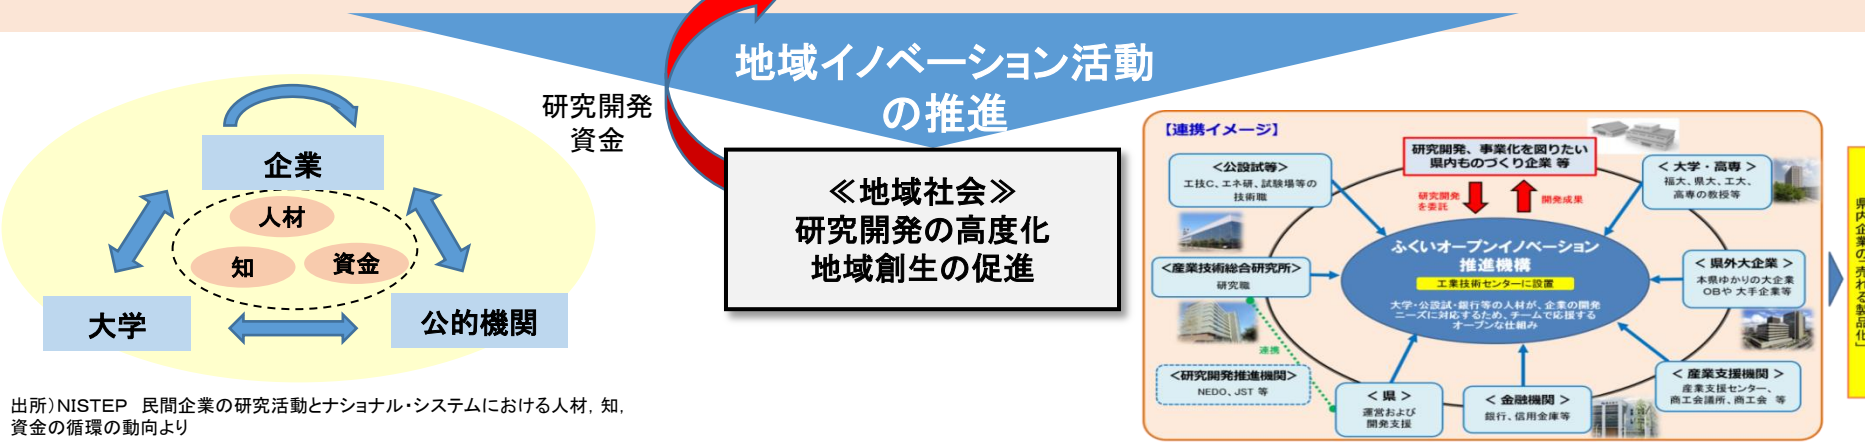 地域イノベーション活動
の推進
研究開発
資金
企業
人材
知
資金
大学
公的機関
出所)NISTEP 民間企業の研究活動とナショナル・システムにおける人材, 知,
資金の循環の動向より
≪地域社会≫
研究開発の高度化
地域創生の促進
【連携イメージ】
研究開発、事業化を図りたい
県内ものづくり企業 等
<公設試等>
工技C、エネ研、試験場等の
技術職
<大学・高専>
福大、県大、工大、
高専の教授等
研究開発
を委託
開発成果
ふくいオープンイノベーション
推進機構
工業技術センターに設置
大学・公設試・銀行等の人材が、企業の開発
ニーズに対応するため、チームで応援する
オープンな仕組み
<産業技術総合研究所>
研究職
<県外大企業>
本県ゆかりの大企業
OBや 大手企業等
連携
<研究開発推進機関>
NEDO、JST 等
<県>
運営および
開発支援
<金融機関>
銀行、信用金庫等
<産業支援機関>
産業支援センター、
商工会議所、商工会 等
県内企業の「売れる製品化」